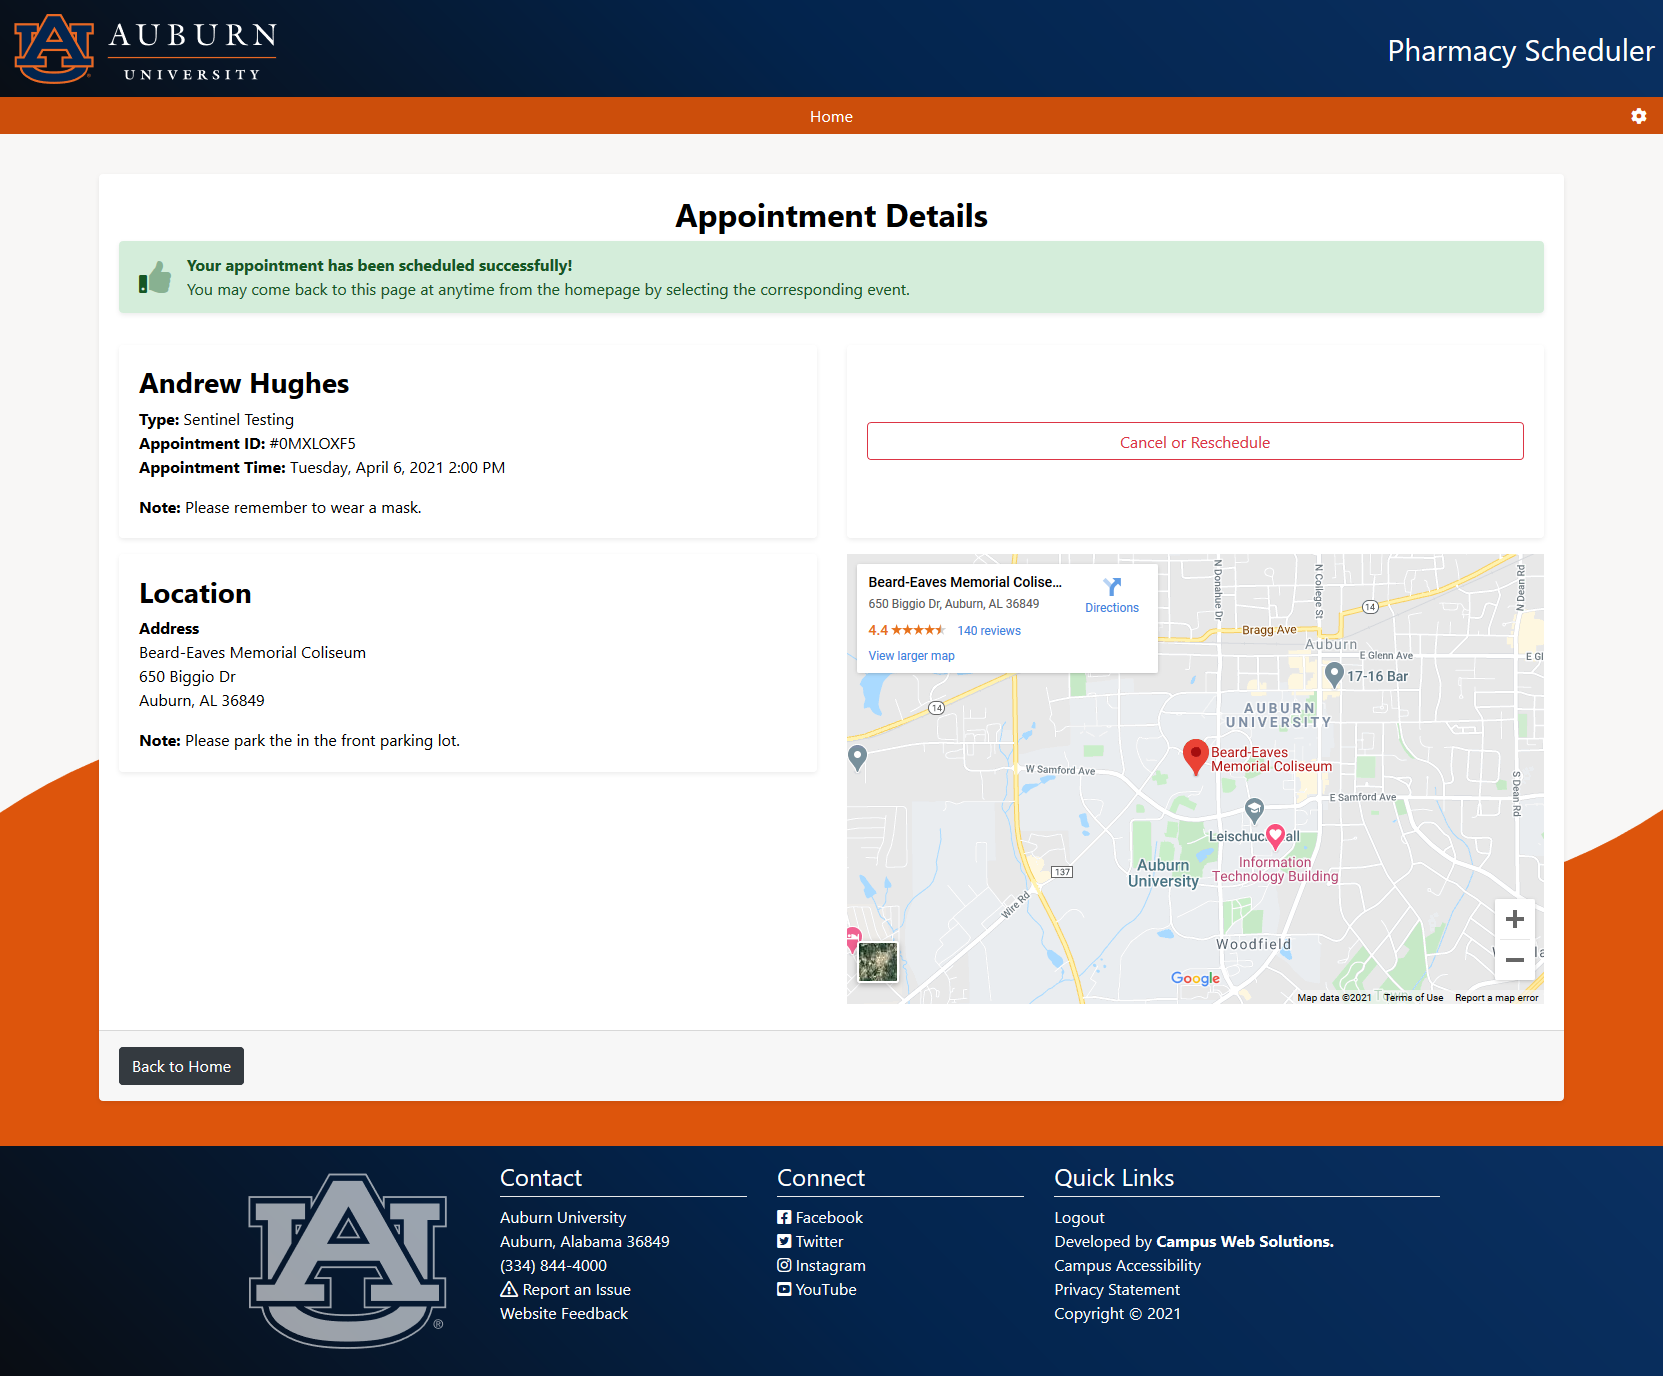 AUBURN
UNIVERSITY
Pharmacy Scheduler
Home
Appointment Details
Your appointment has been scheduled successfully!
You may come back to this page at anytime from the homepage by selecting the corresponding event.
Andrew Hughes
Type: Sentinel Testing
Appointment ID: #0MXLOXF5
Appointment Time: Tuesday, April 6, 2021 2:00 PM
Note: Please remember to wear a mask.
Cancel or Reschedule
Location
Address
Beard-Eaves Memorial Coliseum
650 Biggio Dr
Auburn, AL 36849
Note: Please park the in the front parking lot.
Beard-Eaves Memorial Colise...
650 Biggio Dr, Auburn, AL 36849
4.4 140 reviews
View larger map
Directions
N Donahue Dr
N College St
N Dean Rd
14
Bragg Ave
Auburn
E Glenn Ave
E Gl
17-16 Bar
14
AUBURN
UNIVERSITY
Beard-Eaves
Memorial Coliseum
W Samford Ave
E Samford Ave
S Dean Rd
Leischuc all
137
Auburn
University
Information
Technology Building
Wire Rd
Woodfield
Google
Map data ©2021
Terms of Use
Report a map error
Back to Home
Contact
Auburn University
Auburn, Alabama 36849
(334) 844-4000
Report an Issue
Website Feedback
Connect
Facebook
Twitter
Instagram
YouTube
Quick Links
Logout
Developed by Campus Web Solutions.
Campus Accessibility
Privacy Statement
Copyright © 2021